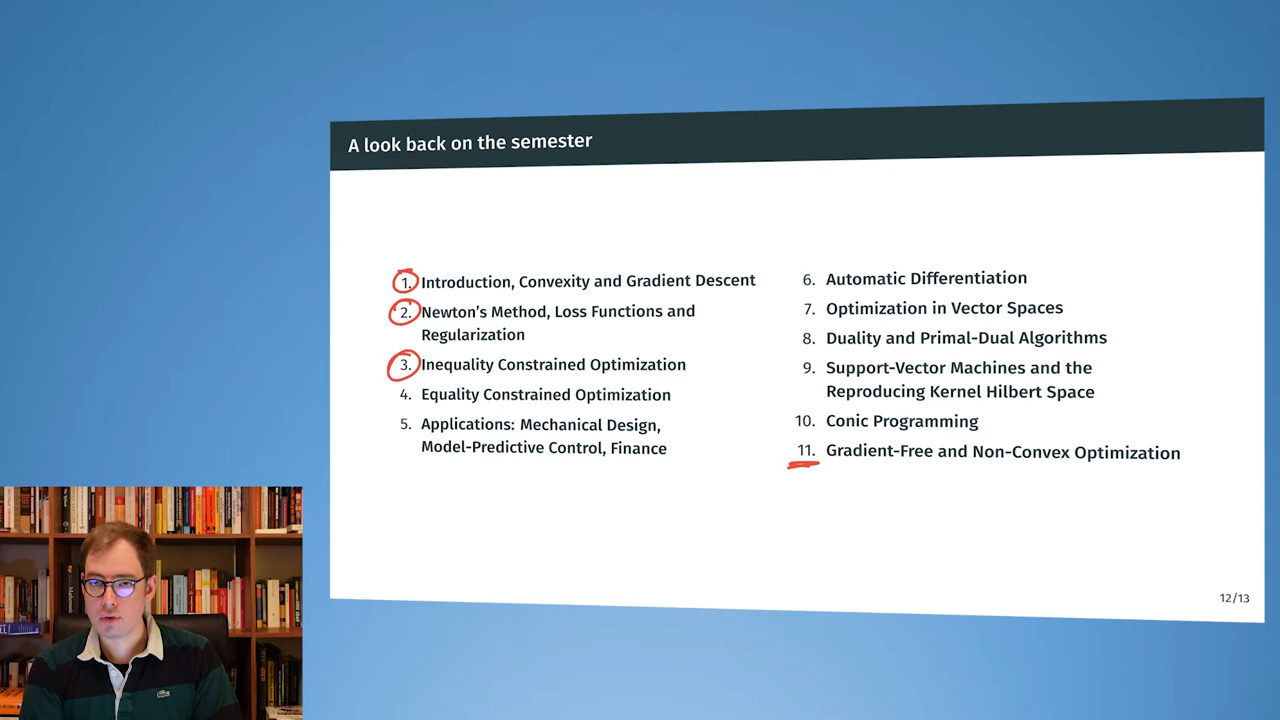 A look back on the semester
1. Introduction, Convexity and Gradient Descent
2. Newton's Method, Loss Functions and
Regularization
3. Inequality Constrained Optimization
4. Equality Constrained Optimization
5. Applications: Mechanical Design,
Model-Predictive Control, Finance
6. Automatic Differentiation
7. Optimization in Vector Spaces
8. Duality and Primal-Dual Algorithms
9. Support-Vector Machines and the
Reproducing Kernel Hilbert Space
10. Conic Programming
11. Gradient-Free and Non-Convex Optimization
12/13